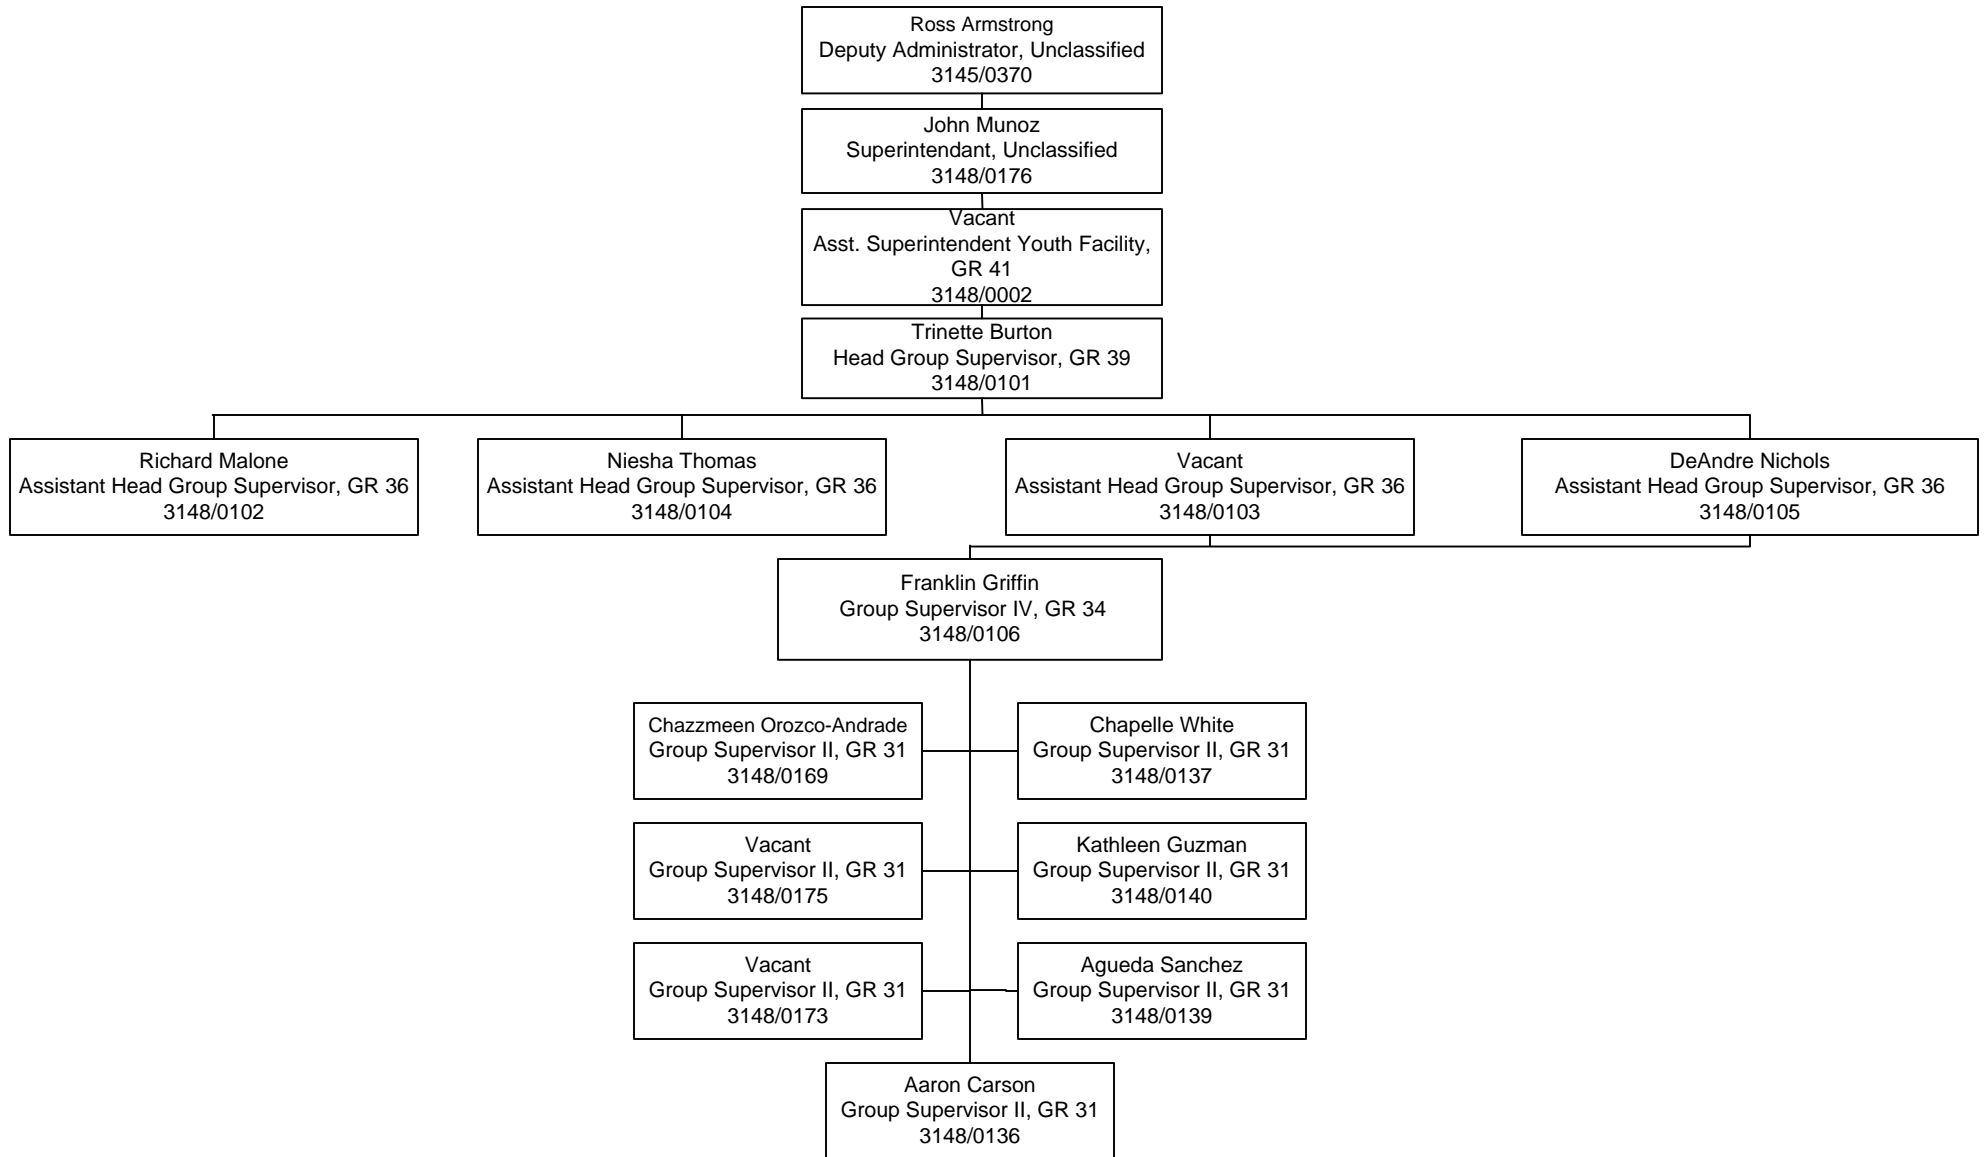 Ross Armstrong
Deputy Administrator, Unclassified
3145/0370
John Munoz
Superintendant, Unclassified
3148/0176
Vacant
Asst. Superintendent Youth Facility,
GR 41
3148/0002
Trinette Burton
Head Group Supervisor, GR 39
3148/0101
Richard Malone
Assistant Head Group Supervisor, GR 36
3148/0102
Niesha Thomas
Assistant Head Group Supervisor, GR 36
3148/0104
Vacant
Assistant Head Group Supervisor, GR 36
3148/0103
DeAndre Nichols
Assistant Head Group Supervisor, GR 36
3148/0105
Franklin Griffin
Group Supervisor IV, GR 34
3148/0106
Chazzmeen Orozco-Andrade
Group Supervisor II, GR 31
3148/0169
Chapelle White
Group Supervisor II, GR 31
3148/0137
Vacant
Group Supervisor II, GR 31
3148/0175
Kathleen Guzman
Group Supervisor II, GR 31
3148/0140
Vacant
Group Supervisor II, GR 31
3148/0173
Agueda Sanchez
Group Supervisor II, GR 31
3148/0139
Aaron Carson
Group Supervisor II, GR 31
3148/0136